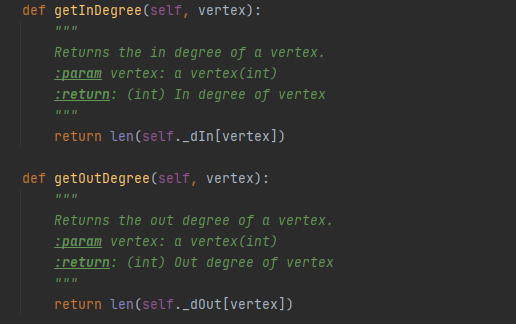 def getInDegree(self, vertex):
"""
Returns the in degree of a vertex.
:param vertex: a vertex(int)
:return: (int) In degree of vertex
"""
return len(self._dIn[vertex])
def getOutDegree(self, vertex):
"""
Returns the out degree of a vertex.
:param vertex: a vertex(int)
:return: (int) Out degree of vertex
"""
return len(self._dOut[vertex])